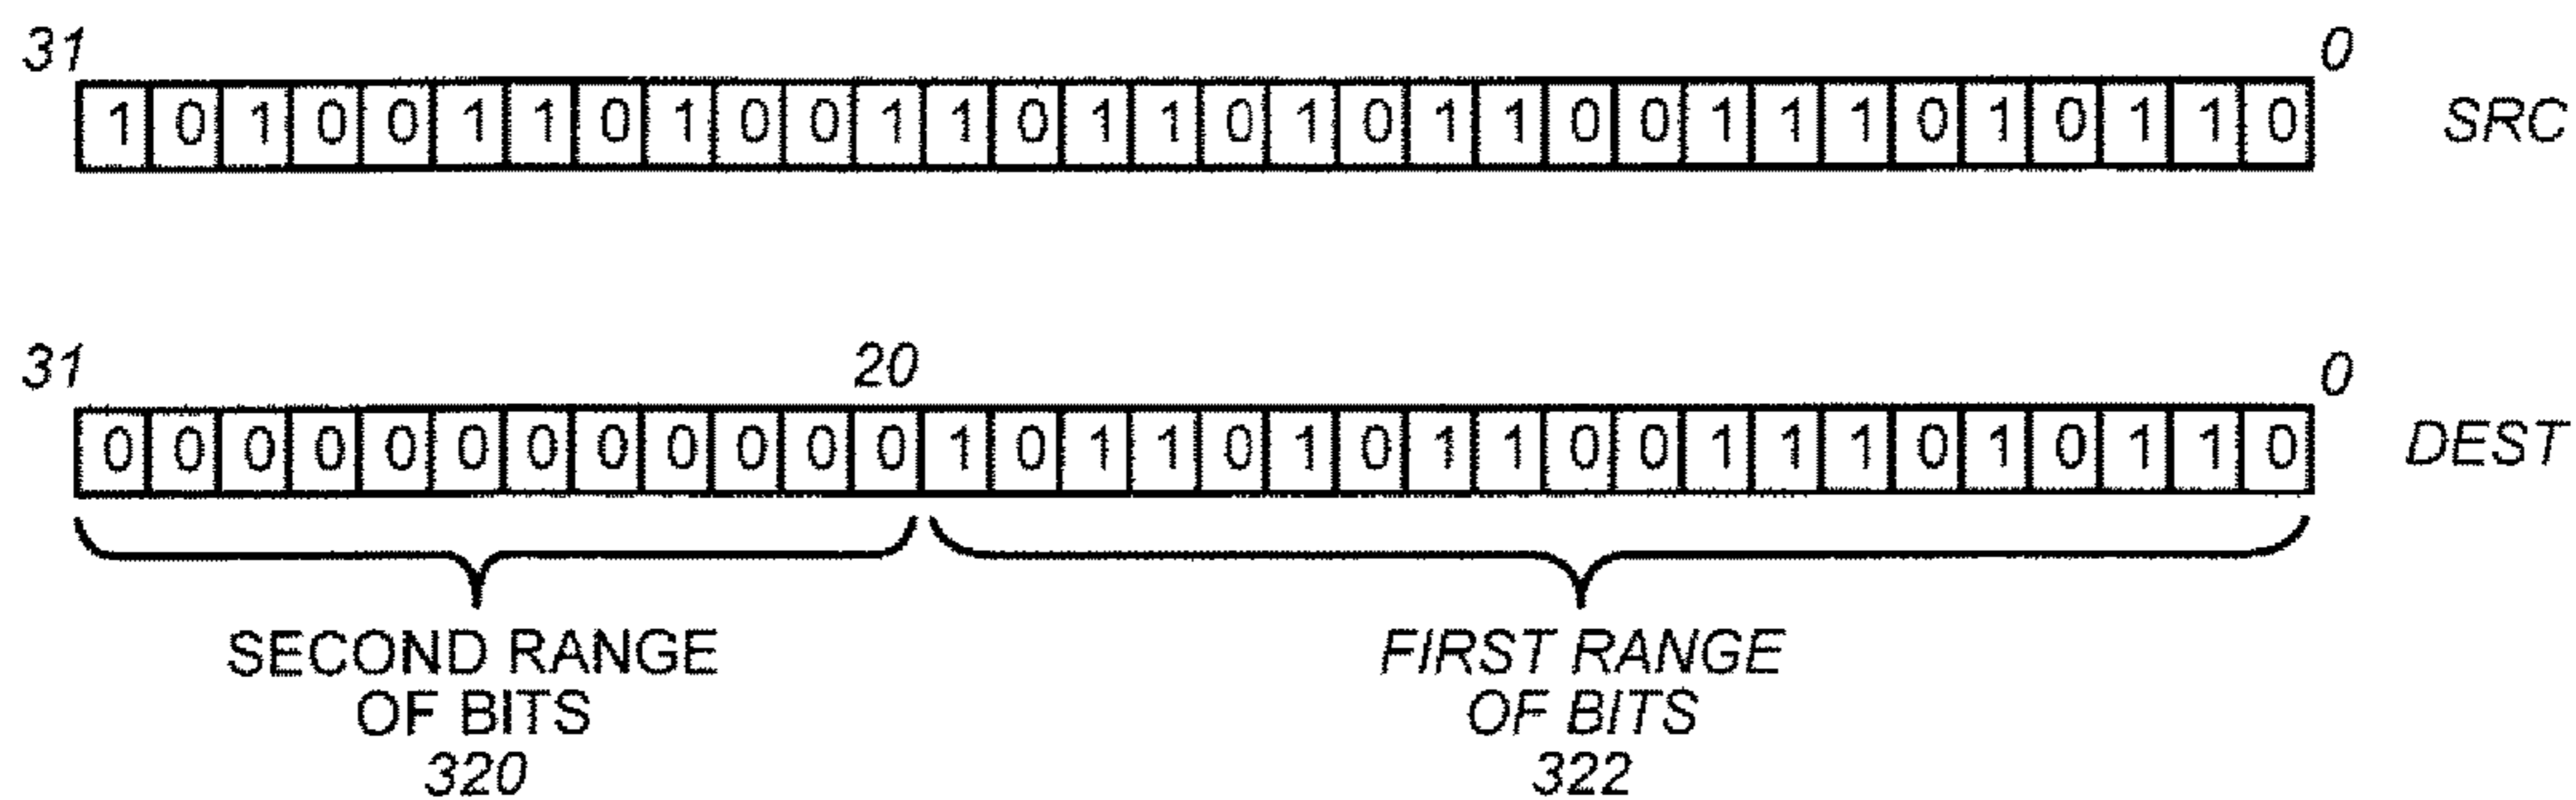 31 0
1 0 1 0 0 1 1 0 1 0 0 1 1 0 1 1 0 1 0 1 1 0 0 1 1 1 0 1 0 1 1 0 SRC
31 20 0
0 0 0 0 0 0 0 0 0 0 0 0 1 0 1 1 0 1 0 1 1 0 0 1 1 1 0 1 0 1 1 0 DEST
SECOND RANGE FIRST RANGE
OF BITS OF BITS
320 322